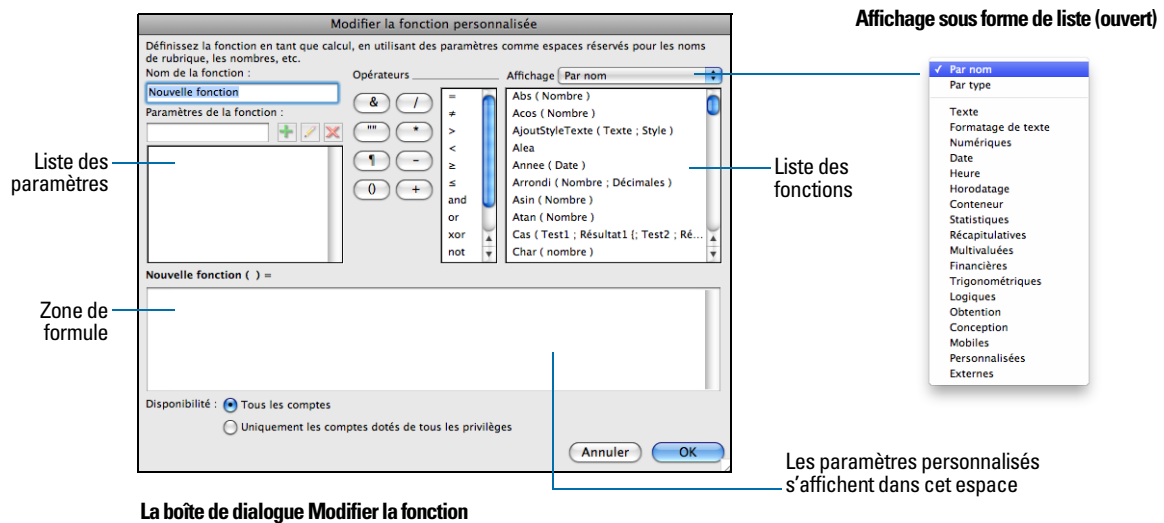 Affichage sous forme de liste (ouvert)
Modifier la fonction personnalisée
Définissez la fonction en tant que calcul, en utilisant des paramètres comme espaces réservés pour les noms
de rubrique, les nombres, etc.
Nom de la fonction :
Nouvelle fonction
Paramètres de la fonction :
Opérateurs
& /
"" *
¶ -
() +
=
≠
>
<
≥
≤
and
or
xor
not
Affichage Par nom
Abs ( Nombre )
Acos ( Nombre )
AjoutStyleTexte ( Texte ; Style )
Alea
Annee ( Date )
Arrondi ( Nombre ; Décimales )
Asin ( Nombre )
Atan ( Nombre )
Cas ( Test1 ; Résultat1 {; Test2 ; Ré...
Char ( nombre )
Liste des
paramètres
Liste des
fonctions
✓ Par nom
Par type
Texte
Formatage de texte
Numériques
Date
Heure
Horodatage
Conteneur
Statistiques
Récapitulatives
Multivaluées
Financières
Trigonométriques
Logiques
Obtention
Conception
Mobiles
Personnalisées
Externes
Nouvelle fonction ( ) =
Zone de
formule
Disponibilité : Tous les comptes
Uniquement les comptes dotés de tous les privilèges
Annuler OK
Les paramètres personnalisés
s'affichent dans cet espace
La boîte de dialogue Modifier la fonction